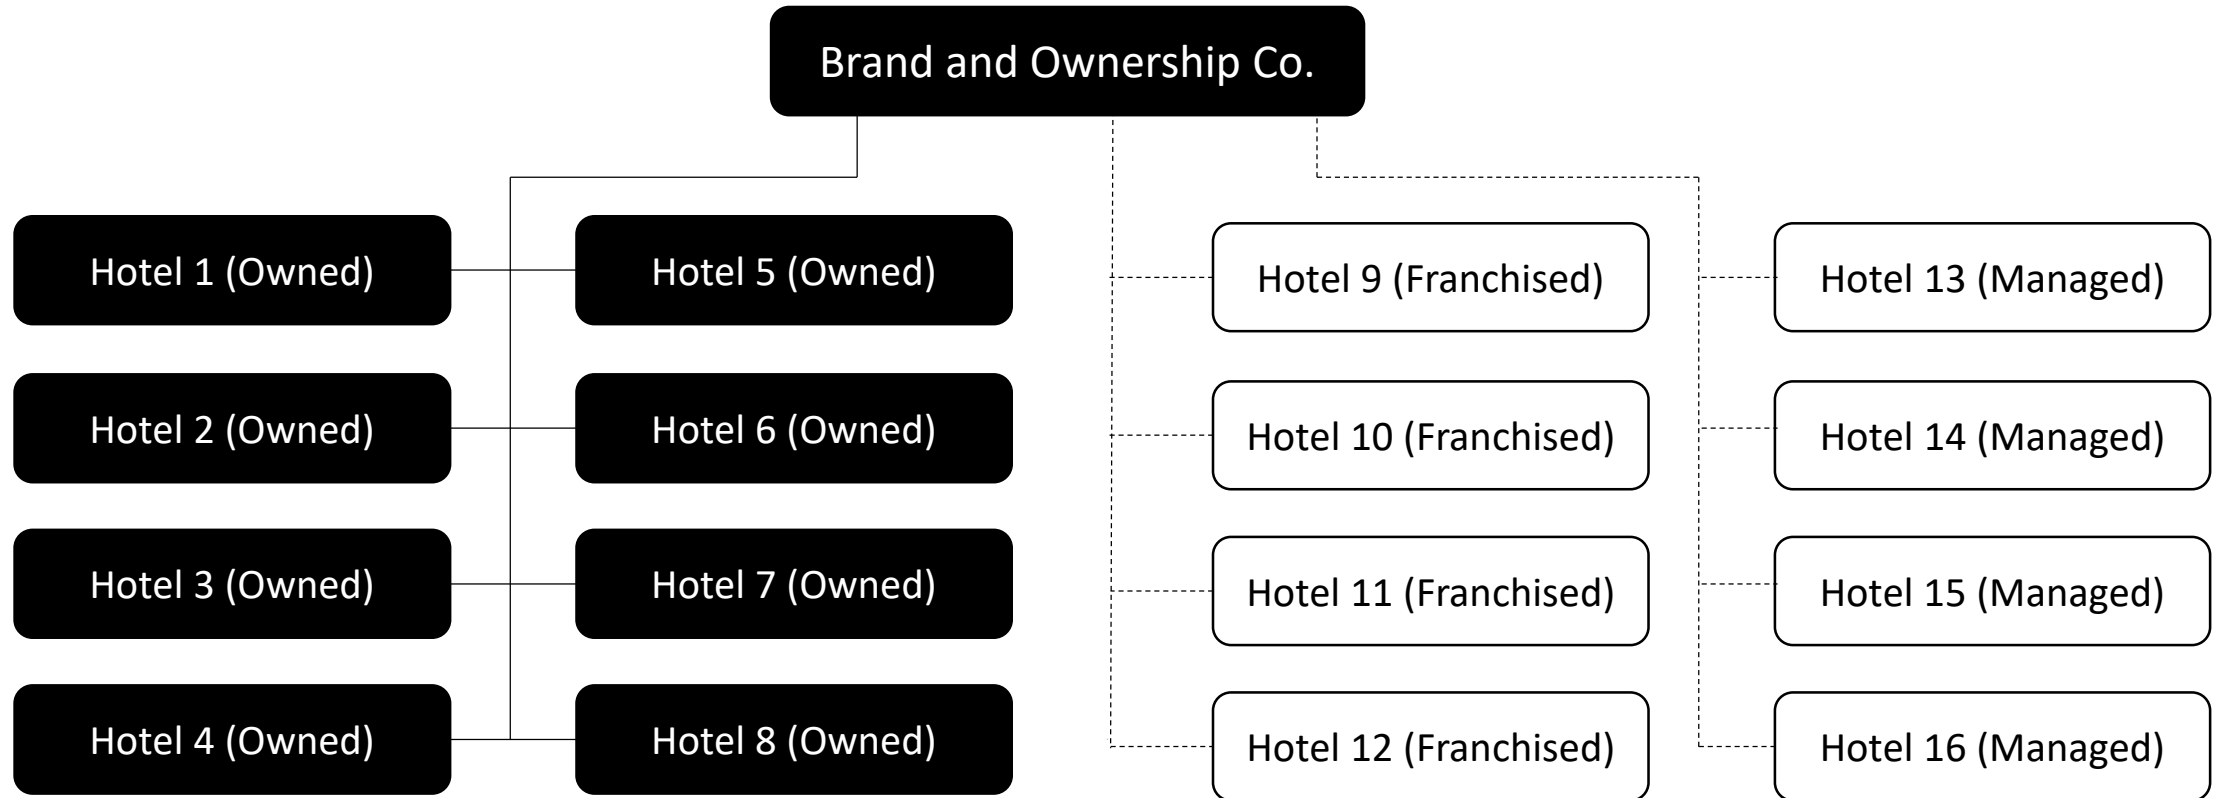 Brand and Ownership Co.
Hotel 1 (Owned)
Hotel 5 (Owned)
Hotel 9 (Franchised)
Hotel 13 (Managed)
Hotel 2 (Owned)
Hotel 6 (Owned)
Hotel 10 (Franchised)
Hotel 14 (Managed)
Hotel 3 (Owned)
Hotel 7 (Owned)
Hotel 11 (Franchised)
Hotel 15 (Managed)
Hotel 4 (Owned)
Hotel 8 (Owned)
Hotel 12 (Franchised)
Hotel 16 (Managed)